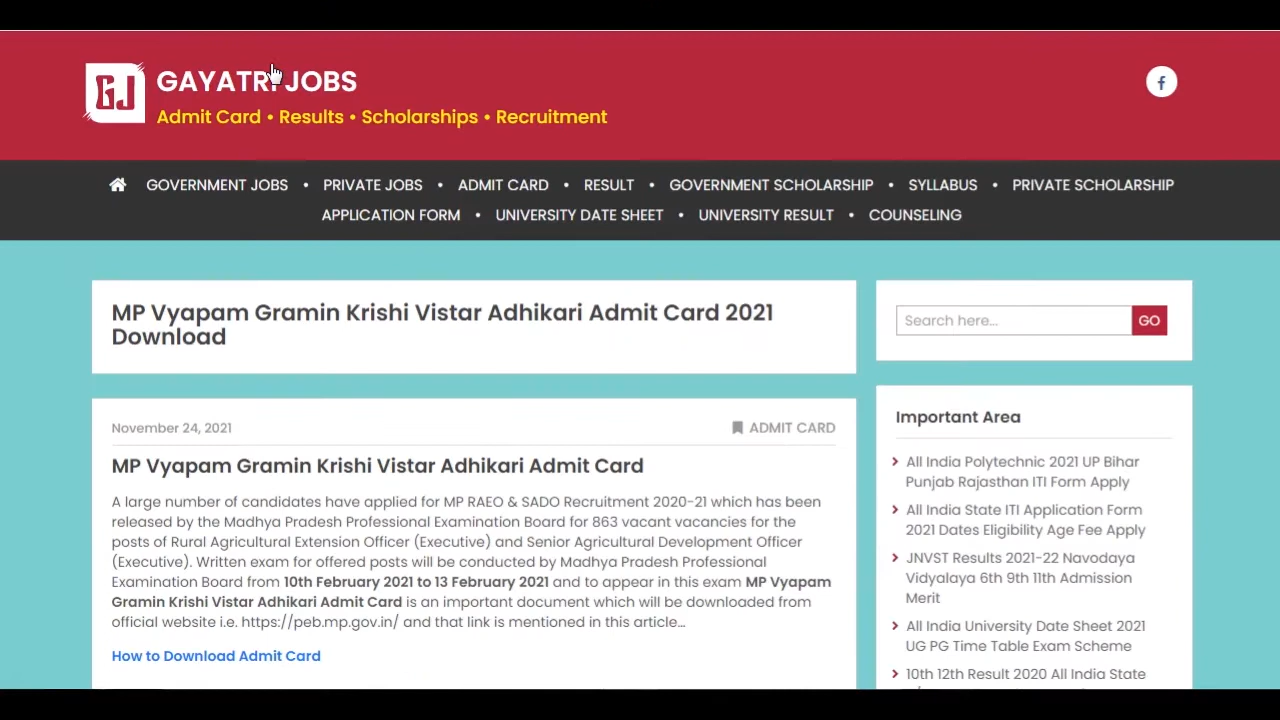 GJ
GAYATRI JOBS
Admit Card • Results • Scholarships • Recruitment
GOVERNMENT JOBS • PRIVATE JOBS • ADMIT CARD • RESULT • GOVERNMENT SCHOLARSHIP • SYLLABUS • PRIVATE SCHOLARSHIP
APPLICATION FORM • UNIVERSITY DATE SHEET • UNIVERSITY RESULT • COUNSELING
MP Vyapam Gramin Krishi Vistar Adhikari Admit Card 2021
Download
November 24, 2021
ADMIT CARD
MP Vyapam Gramin Krishi Vistar Adhikari Admit Card
A large number of candidates have applied for MP RAEO & SADO Recruitment 2020-21 which has been
released by the Madhya Pradesh Professional Examination Board for 863 vacant vacancies for the
posts of Rural Agricultural Extension Officer (Executive) and Senior Agricultural Development Officer
(Executive). Written exam for offered posts will be conducted by Madhya Pradesh Professional
Examination Board from 10th February 2021 to 13 February 2021 and to appear in this exam MP Vyapam
Gramin Krishi Vistar Adhikari Admit Card is an important document which will be downloaded from
official website i.e. https://peb.mp.gov.in/ and that link is mentioned in this article…
How to Download Admit Card
Search here...
GO
Important Area
All India Polytechnic 2021 UP Bihar
Punjab Rajasthan ITI Form Apply
All India State ITI Application Form
2021 Dates Eligibility Age Fee Apply
JNVST Results 2021-22 Navodaya
Vidyalaya 6th 9th 11th Admission
Merit
All India University Date Sheet 2021
UG PG Time Table Exam Scheme
10th 12th Result 2020 All India State